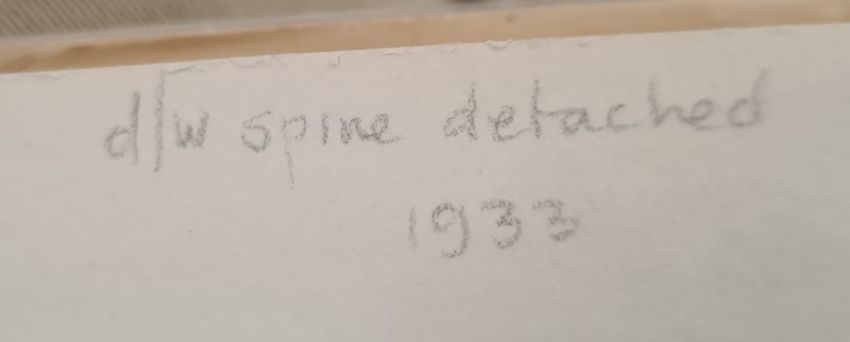 d/w spine detached
1933